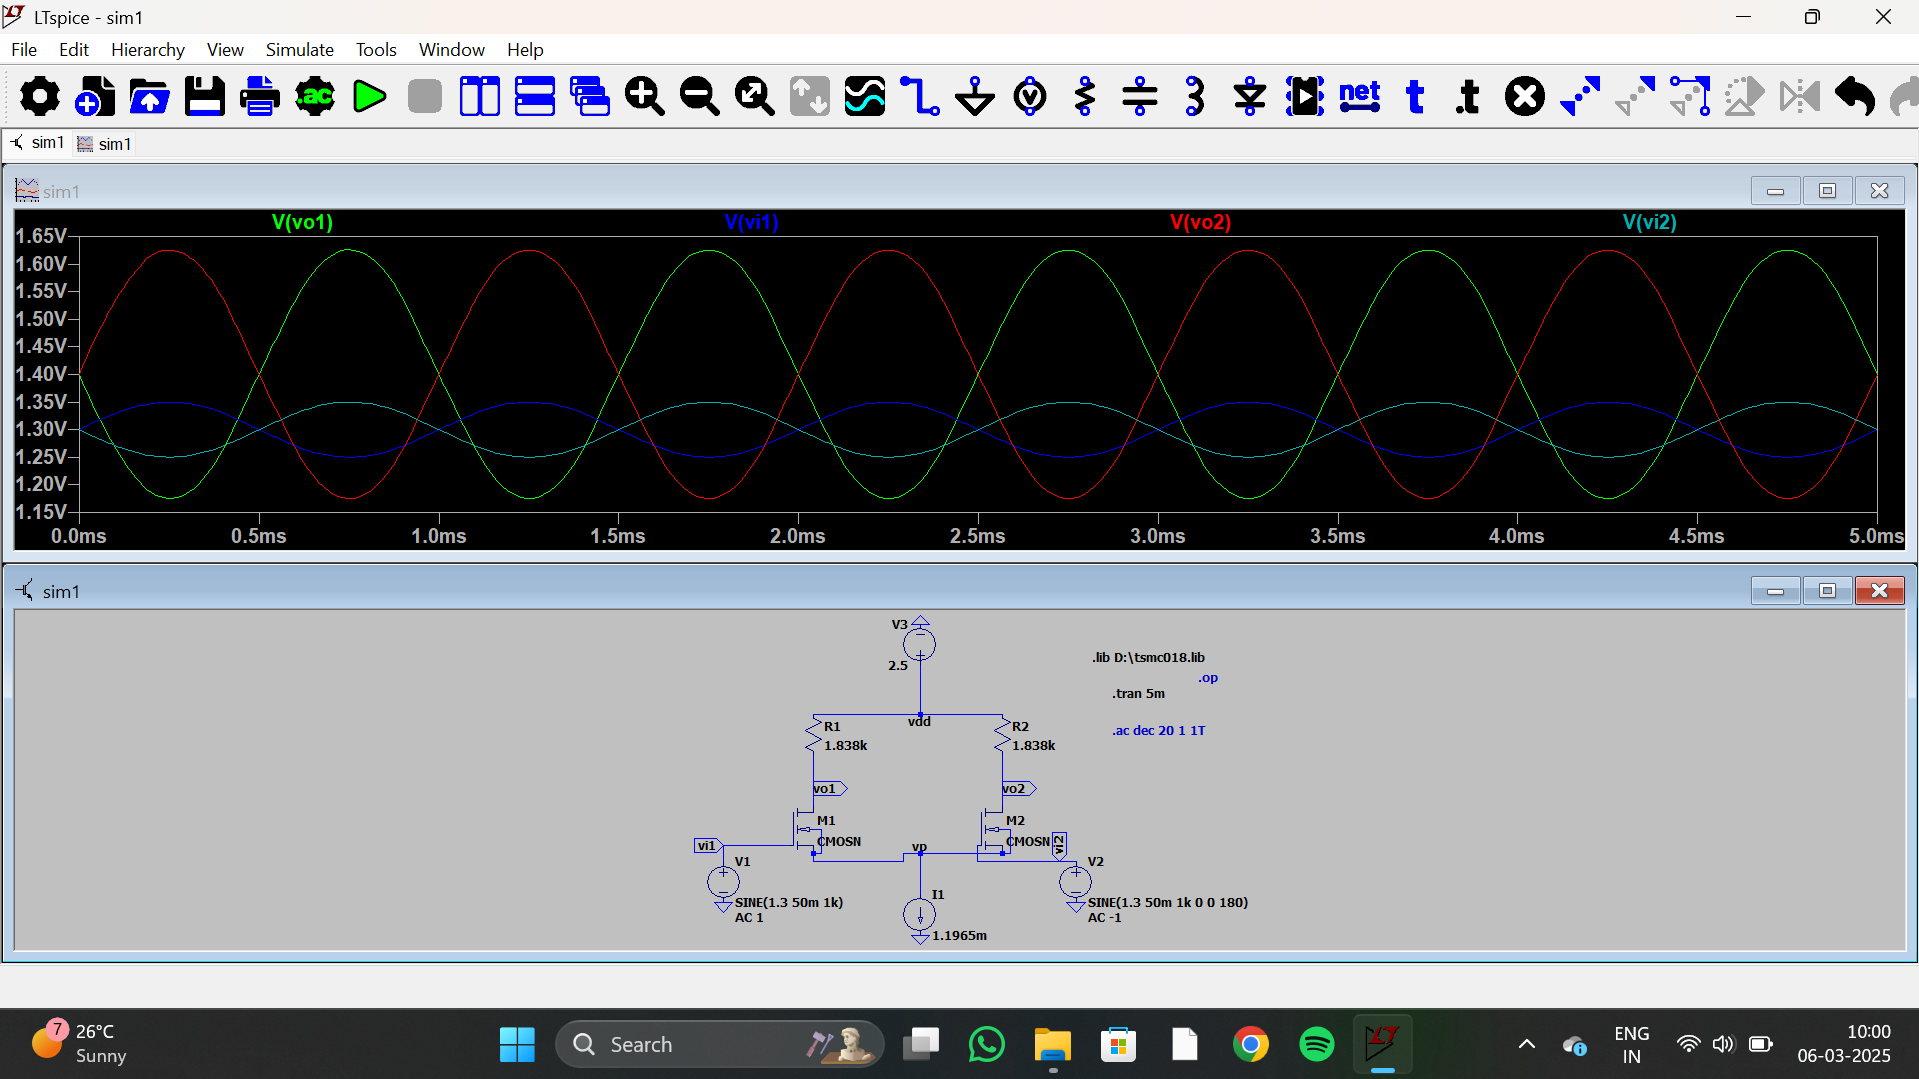 LTspice - sim1
File Edit Hierarchy View Simulate Tools Window Help
.ac net t .t
sim1 sim1
sim1
V(vo1) V(vi1) V(vo2) V(vi2)
1.65V
1.60V
1.55V
1.50V
1.45V
1.40V
1.35V
1.30V
1.25V
1.20V
1.15V
0.0ms 0.5ms 1.0ms 1.5ms 2.0ms 2.5ms 3.0ms 3.5ms 4.0ms 4.5ms 5.0ms
sim1
V3
2.5
.lib D:\tsmc018.lib
.op
.tran 5m
.ac dec 20 1 1T
vdd
R1
1.838k
R2
1.838k
vo1
vo2
M1
CMOSN
M2
CMOSN
vi1
vp
vi2
V1
SINE(1.3 50m 1k)
AC 1
V2
SINE(1.3 50m 1k 0 0 180)
AC -1
I1
1.1965m
7
26°C
Sunny
Search
ENG
IN
10:00
06-03-2025